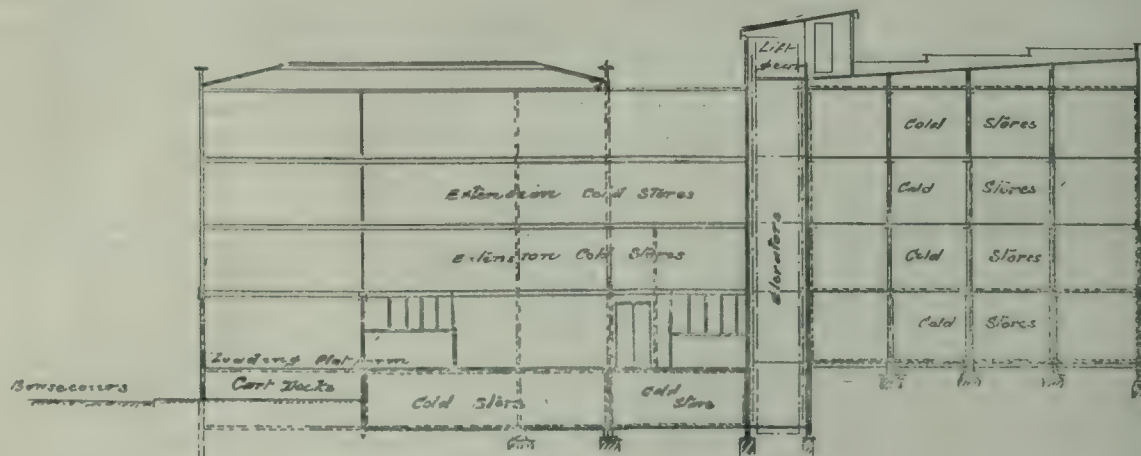 Lift
Cold Stores
Extension Cold Stores
Cold Stores
Extension Cold Stores
Cold Stores
Elevators
Cold Stores
Loading Platform
Bonsecours
Cart Docks
Cold Store
Cold Store